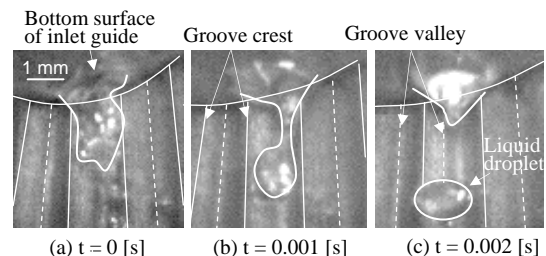 Bottom surface
of inlet guide
Groove crest
Groove valley
1 mm
Liquid
droplet
(a) t = 0 [s]
(b) t = 0.001 [s]
(c) t = 0.002 [s]